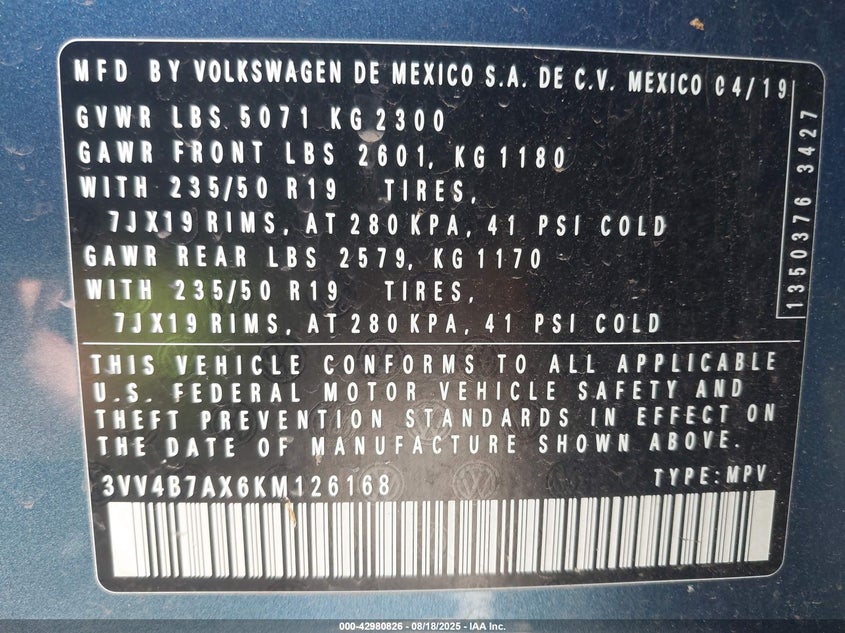 MFD BY VOLKSWAGEN DE MEXICO S.A. DE C.V. MEXICO 04/19
GVWR LBS 5071 KG 2300
GAWR FRONT LBS 2601, KG 1180
WITH 235/50 R19 TIRES,
7JX19 RIMS, AT 280 KPA, 41 PSI COLD
GAWR REAR LBS 2579, KG 1170
WITH 235/50 R19 TIRES,
7JX19 RIMS, AT 280 KPA, 41 PSI COLD
1350376 3427
THIS VEHICLE CONFORMS TO ALL APPLICABLE
U.S. FEDERAL MOTOR VEHICLE SAFETY AND
THEFT PREVENTION STANDARDS IN EFFECT ON
THE DATE OF MANUFACTURE SHOWN ABOVE.
3VV4B7AX6KM126168 TYPE: MPV
000-42980826 - 08/18/2025 - IAA Inc.